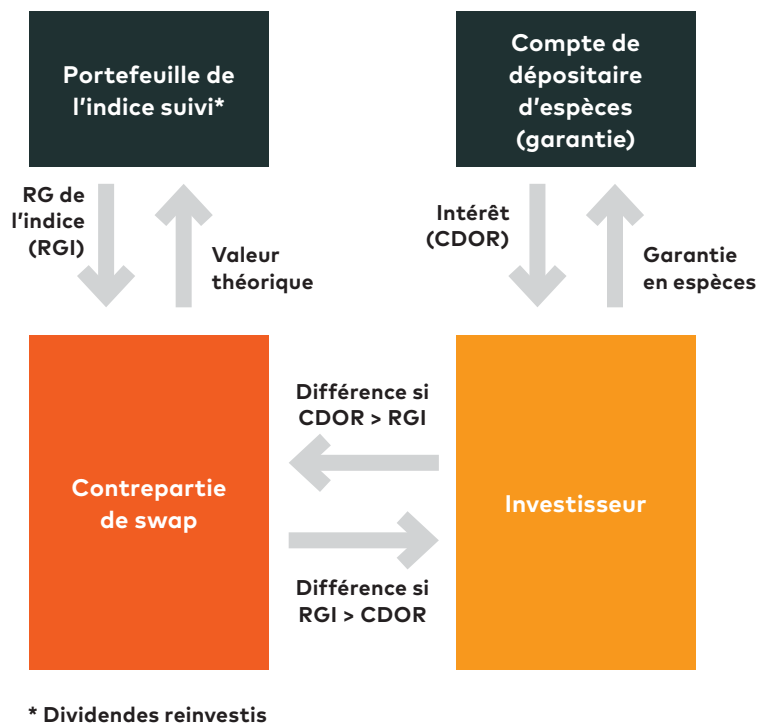 Portefeuille de
l'indice suivi*
Compte de
dépositaire
d'espèces
(garantie)
RG de
l'indice
(RGI)
Valeur
théorique
Intérêt
(CDOR)
Garantie
en espèces
Différence si
CDOR > RGI
Contrepartie
de swap
Investisseur
Différence si
RGI > CDOR
* Dividendes reinvestis